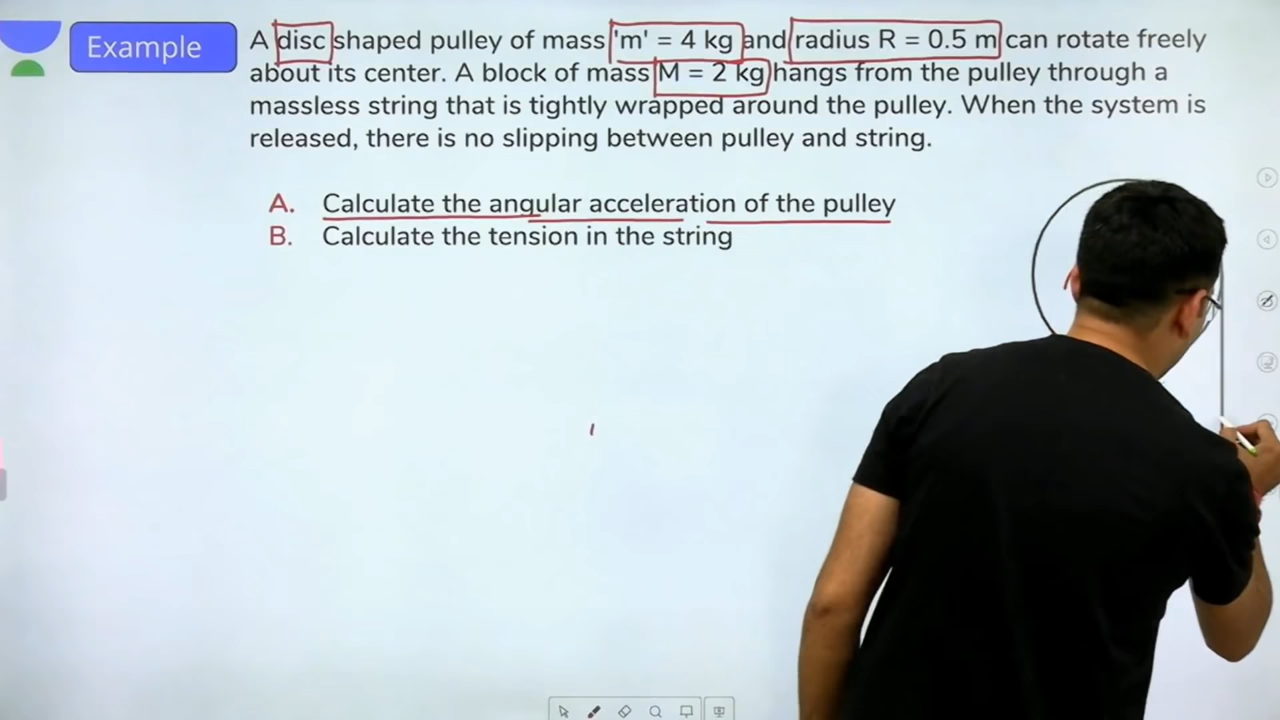 Example
A disc shaped pulley of mass 'm' = 4 kg and radius R = 0.5 m can rotate freely
about its center. A block of mass M = 2 kg hangs from the pulley through a
massless string that is tightly wrapped around the pulley. When the system is
released, there is no slipping between pulley and string.
A. Calculate the angular acceleration of the pulley
B. Calculate the tension in the string